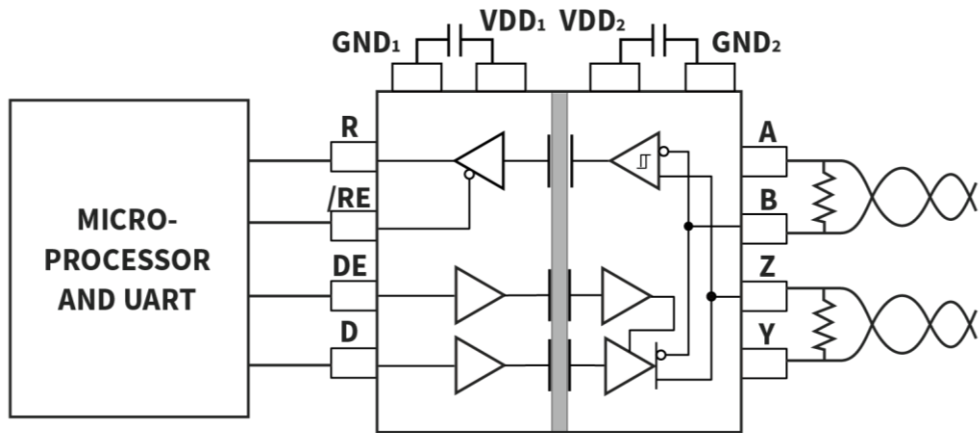 GND1
VDD1
VDD2
GND2
MICRO-
PROCESSOR
AND UART
R
/RE
DE
D
A
B
Z
Y